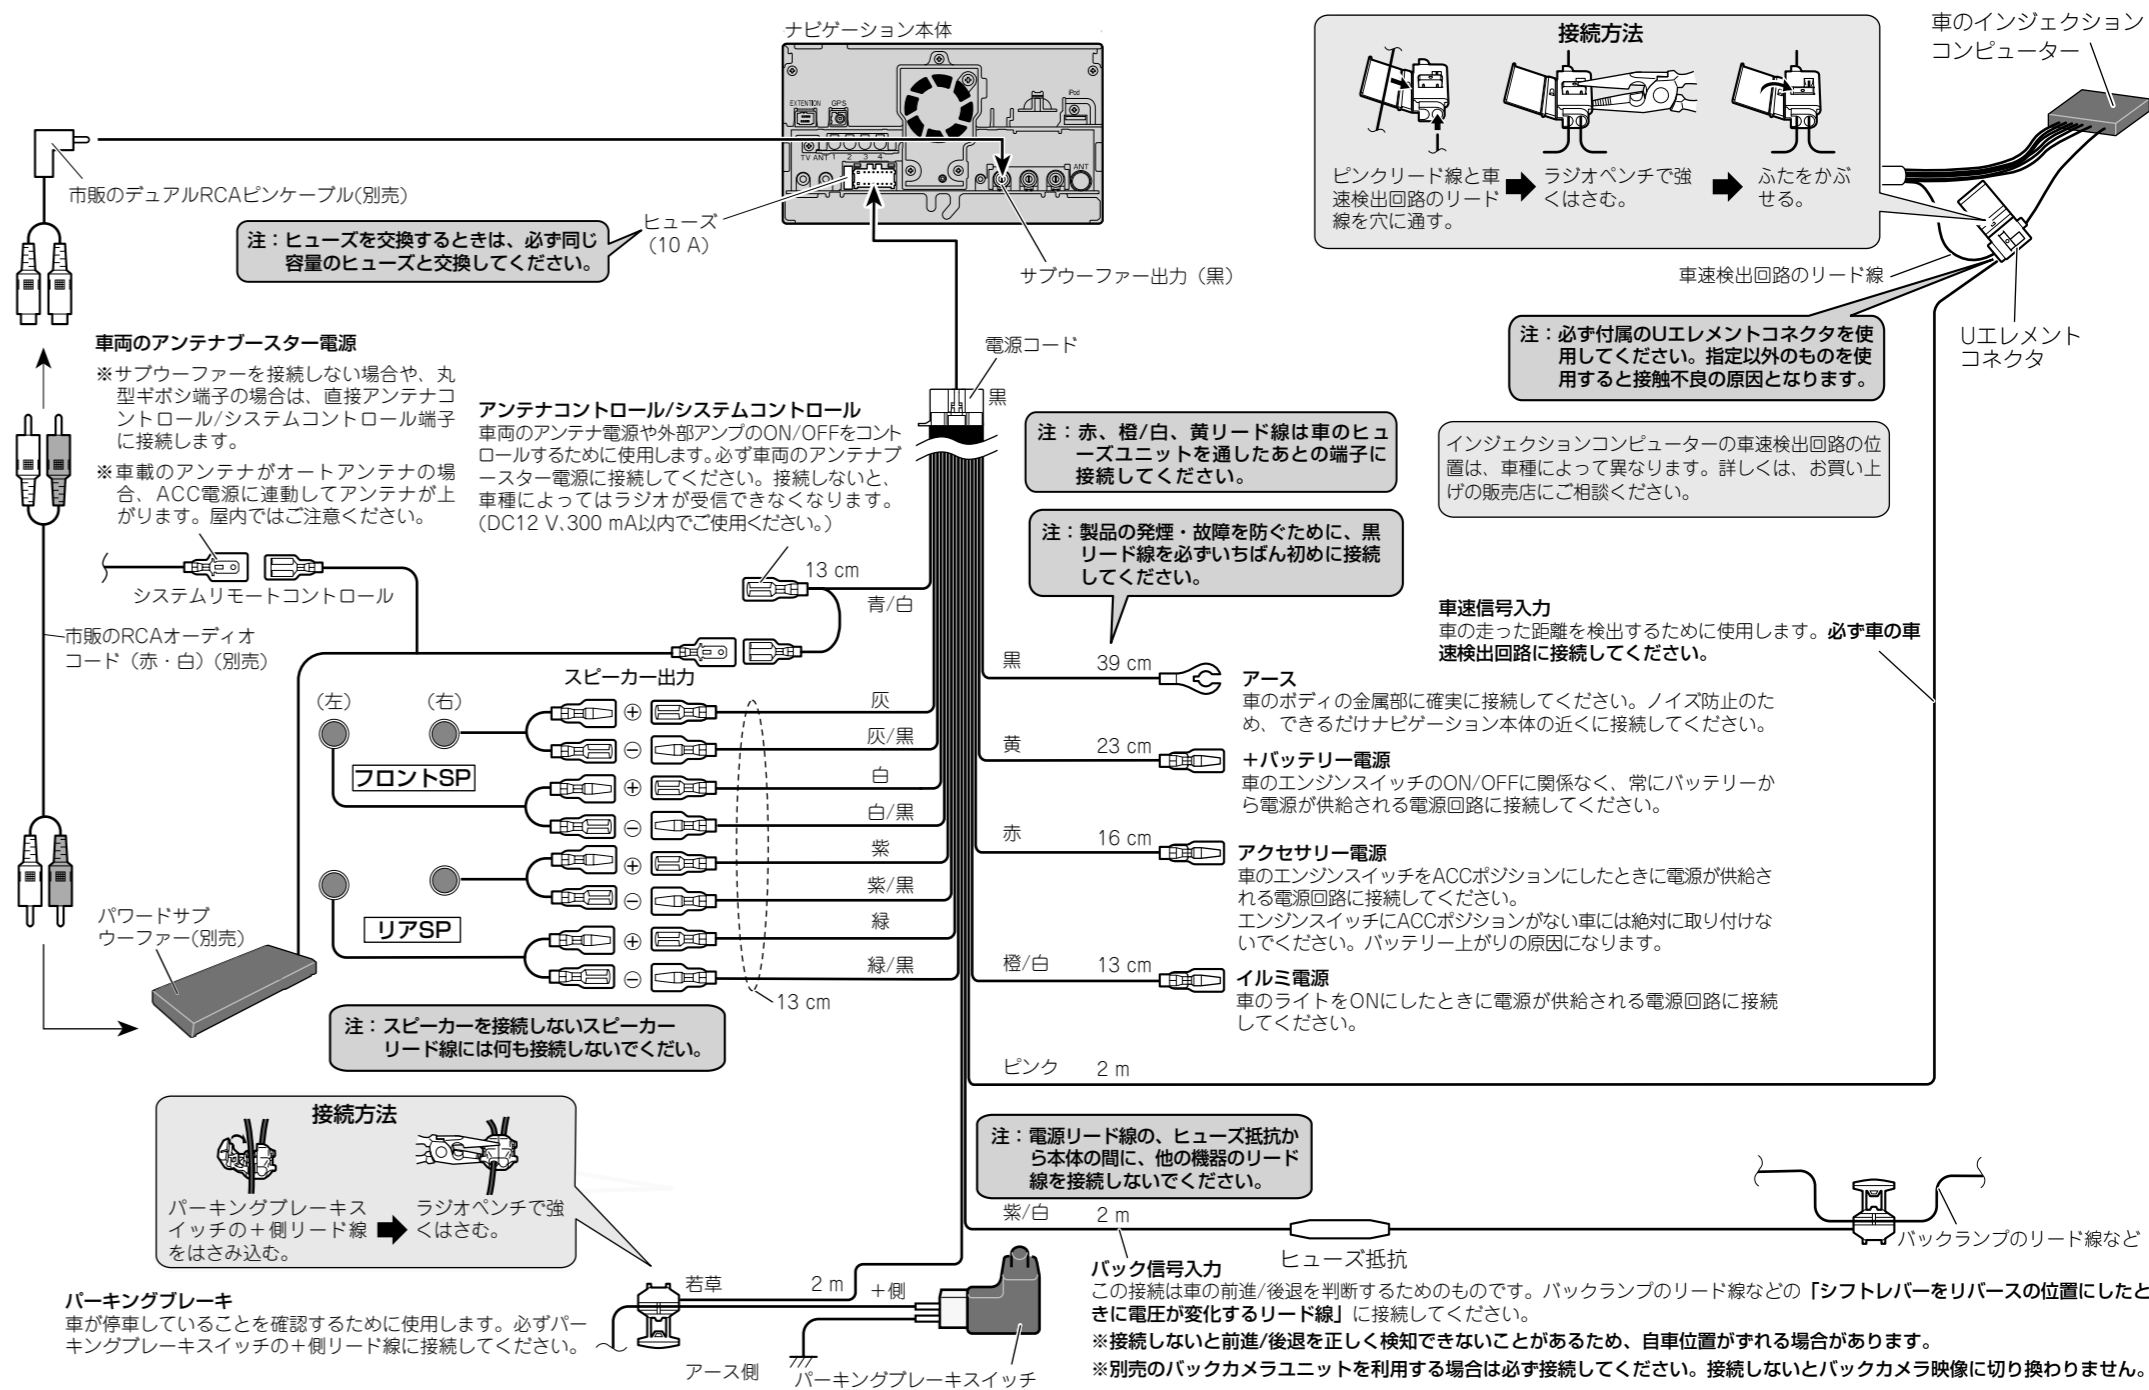 ナビゲーション本体
EXTENTION
GPS
iPod
TV ANT 1 2 3 4
ANT
市販のデュアルRCAピンケーブル(別売)
注：ヒューズを交換するときは、必ず同じ
容量のヒューズと交換してください。
ヒューズ
（10 A）
サブウーファー出力（黒）
接続方法
ピンクリード線と車
速検出回路のリード
線を穴に通す。
ラジオペンチで強
くはさむ。
ふたをかぶ
せる。
車のインジェクション
コンピューター
車速検出回路のリード線
Uエレメント
コネクタ
注：必ず付属のUエレメントコネクタを使
用してください。指定以外のものを使
用すると接触不良の原因となります。
インジェクションコンピューターの車速検出回路の位
置は、車種によって異なります。詳しくは、お買い上
げの販売店にご相談ください。
車両のアンテナブースター電源
※サブウーファーを接続しない場合や、丸
型ギボシ端子の場合は、直接アンテナコ
ントロール/システムコントロール端子
に接続します。
※車載のアンテナがオートアンテナの場
合、ACC電源に連動してアンテナが上
がります。屋内ではご注意ください。
システムリモートコントロール
市販のRCAオーディオ
コード（赤・白）(別売)
アンテナコントロール/システムコントロール
車両のアンテナ電源や外部アンプのON/OFFをコント
ロールするために使用します。必ず車両のアンテナブ
ースター電源に接続してください。接続しないと、
車種によってはラジオが受信できなくなります。
(DC12 V、300 mA以内でご使用ください。)
電源コード
黒
注：赤、橙/白、黄リード線は車のヒュ
ーズユニットを通したあとの端子に
接続してください。
注：製品の発煙・故障を防ぐために、黒
リード線を必ずいちばん初めに接続
してください。
13 cm
青/白
スピーカー出力
（左）
（右）
フロントSP
リアSP
⊕
⊖
⊕
⊖
⊕
⊖
⊕
⊖
灰
灰/黒
白
白/黒
紫
紫/黒
緑
緑/黒
13 cm
パワードサブ
ウーファー(別売)
注：スピーカーを接続しないスピーカー
リード線には何も接続しないでくだい。
車速信号入力
車の走った距離を検出するために使用します。必ず車の車
速検出回路に接続してください。
黒 39 cm
アース
車のボディの金属部に確実に接続してください。ノイズ防止のた
め、できるだけナビゲーション本体の近くに接続してください。
黄 23 cm
＋バッテリー電源
車のエンジンスイッチのON/OFFに関係なく、常にバッテリーか
ら電源が供給される電源回路に接続してください。
赤 16 cm
アクセサリー電源
車のエンジンスイッチをACCポジションにしたときに電源が供給さ
れる電源回路に接続してください。
エンジンスイッチにACCポジションがない車には絶対に取り付けな
いでください。バッテリー上がりの原因になります。
橙/白 13 cm
イルミ電源
車のライトをONにしたときに電源が供給される電源回路に接続
してください。
ピンク 2 m
注：電源リード線の、ヒューズ抵抗か
ら本体の間に、他の機器のリード
線を接続しないでください。
紫/白 2 m
ヒューズ抵抗
バックランプのリード線など
バック信号入力
この接続は車の前進/後退を判断するためのものです。バックランプのリード線などの「シフトレバーをリバースの位置にしたと
きに電圧が変化するリード線」に接続してください。
※接続しないと前進/後退を正しく検知できないことがあるため、自車位置がずれる場合があります。
※別売のバックカメラユニットを利用する場合は必ず接続してください。接続しないとバックカメラ映像に切り換わりません。
接続方法
パーキングブレーキス
イッチの＋側リード線
をはさみ込む。
ラジオペンチで強
くはさむ。
パーキングブレーキ
車が停車していることを確認するために使用します。必ずパー
キングブレーキスイッチの＋側リード線に接続してください。
若草 2 m
＋側
アース側
パーキングブレーキスイッチ